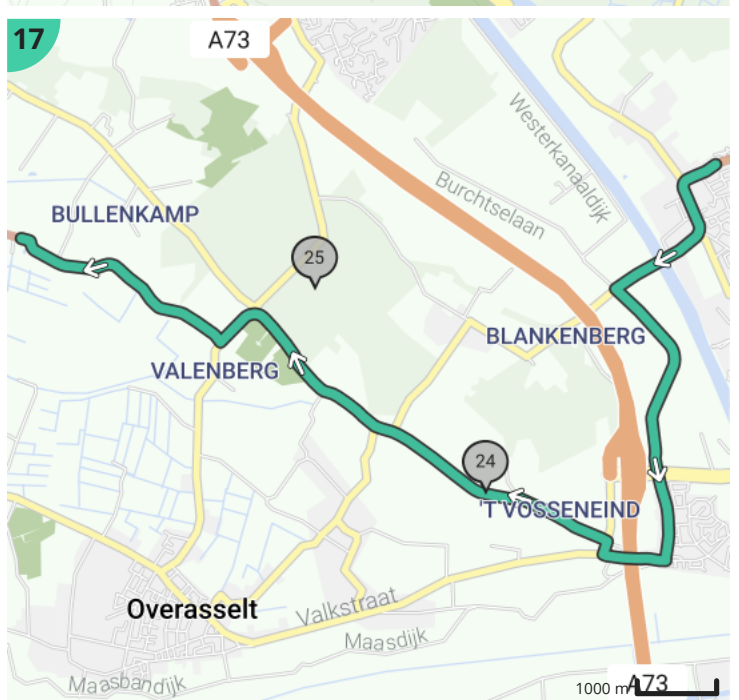 17
A73
Westerkanaaldijk
Burchtselaan
BULLENKAMP
25
BLANKENBERG
VALENBERG
24
'T VOSSENEIND
Overasselt
Valkstraat
Maasdijk
Maasbandijk
1000 m
A73